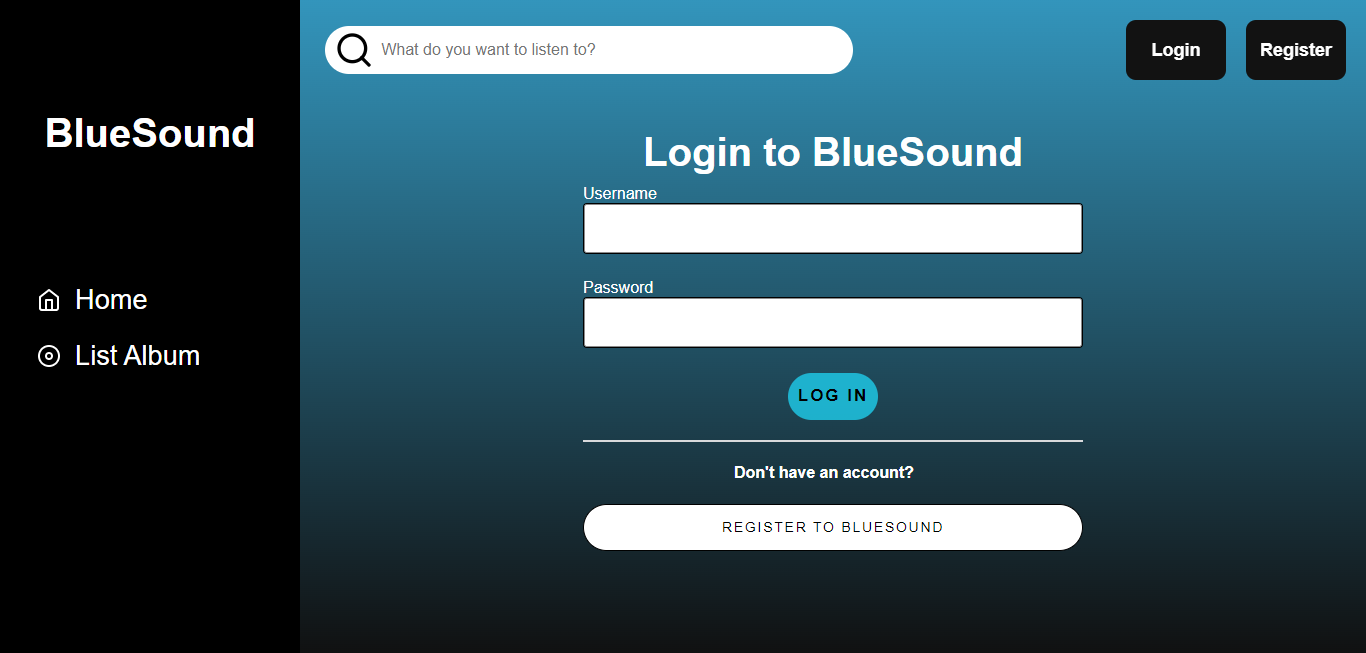 BlueSound
Home
List Album
What do you want to listen to?
Login
Register
Login to BlueSound
Username
Password
LOG IN
Don't have an account?
REGISTER TO BLUESOUND